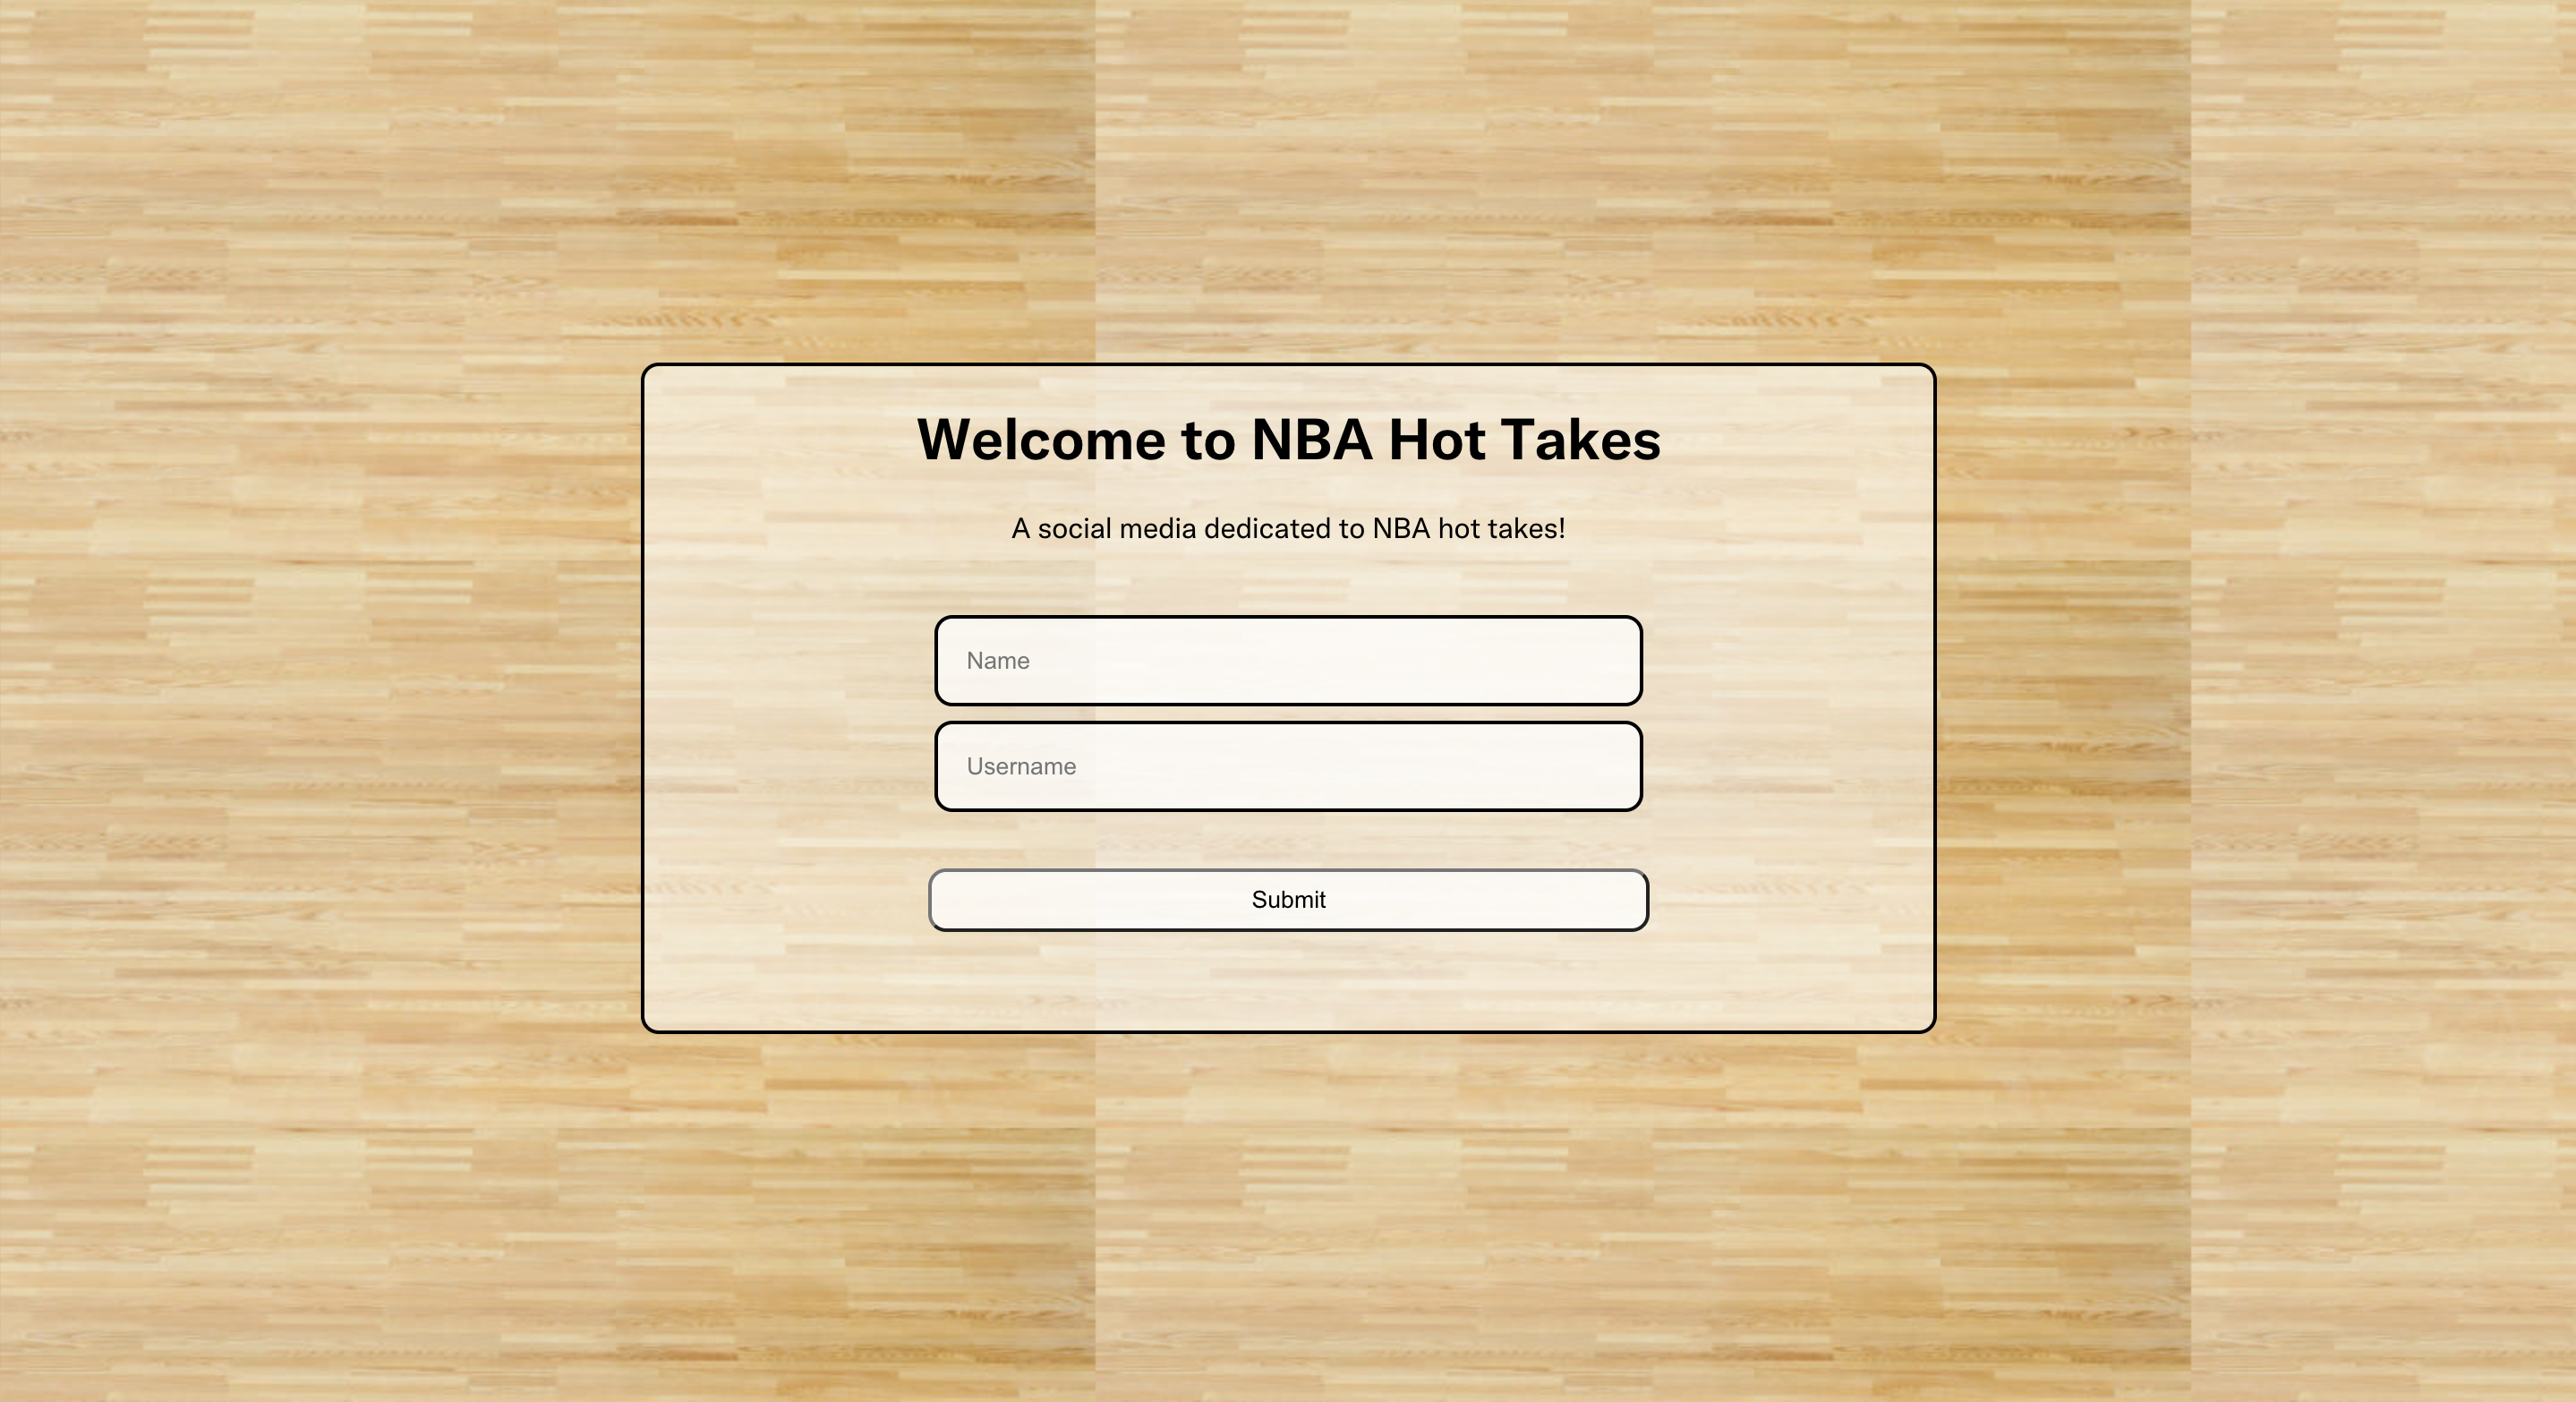 Welcome to NBA Hot Takes
A social media dedicated to NBA hot takes!
Name
Username
Submit